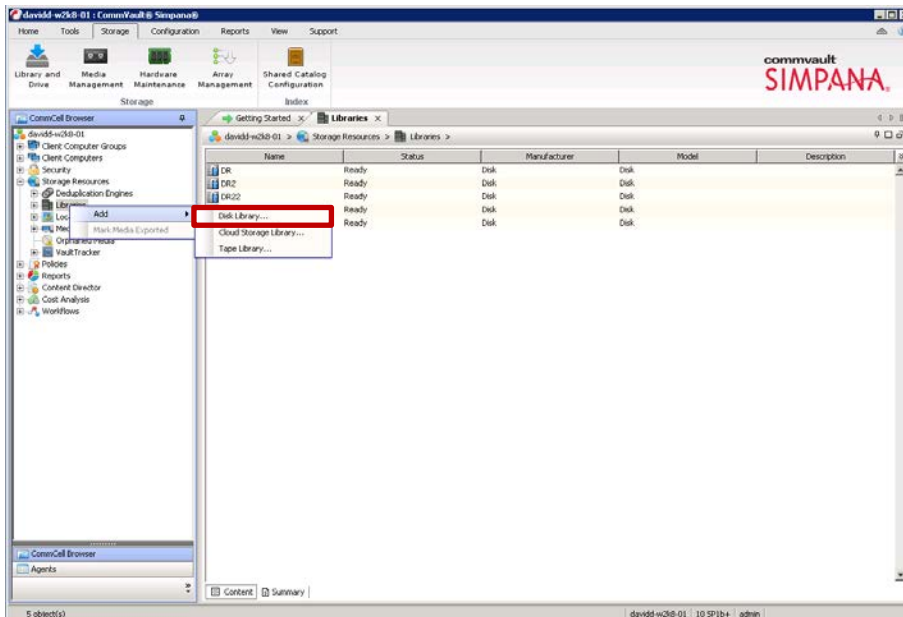 davidd-w2k8-01 : CommVault® Simpana®
Home Tools Storage Configuration Reports View Support
Library and Drive
Media Management
Hardware Maintenance
Array Management
Shared Catalog Configuration
Storage
Index
commvault
SIMPANA.
CommCell Browser
Getting Started
Libraries
davidd-w2k8-01 > Storage Resources > Libraries >
davidd-w2k8-01
Client Computer Groups
Client Computers
Security
Storage Resources
Deduplication Engines
Libraries
Orphaned Media
VaultTracker
Policies
Reports
Content Director
Cost Analysis
Workflows
Add
Mark Media Exported
Disk Library...
Cloud Storage Library...
Tape Library...
Name Status Manufacturer Model Description
DR Ready Disk Disk
DR2 Ready Disk Disk
DR22 Ready Disk Disk
Ready Disk Disk
Ready Disk Disk
CommCell Browser
Agents
Content Summary
5 object(s)
davidd-w2k8-01 10 SP1b+ admin